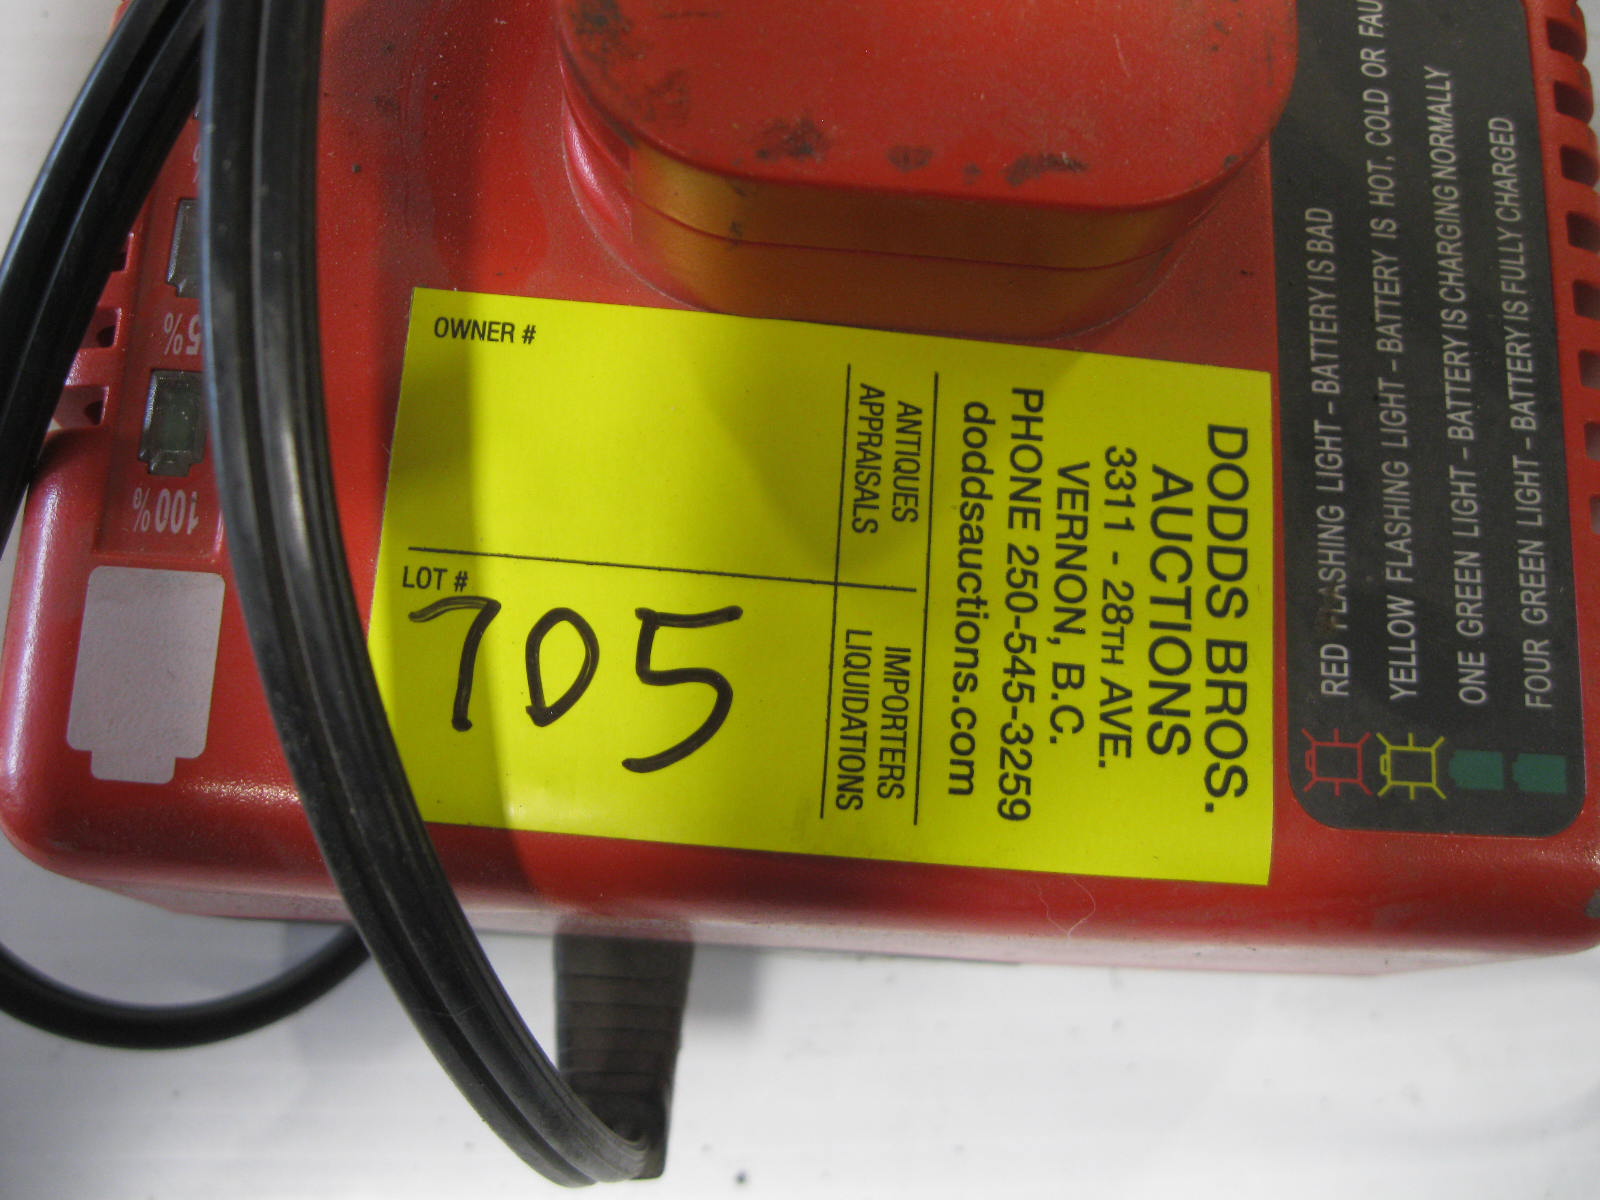 OWNER #
LOT #
705
DODDS BROS.
AUCTIONS
3311 - 28TH AVE.
VERNON, B.C.
PHONE 250-545-3259
doddsauctions.com
ANTIQUES
APPRAISALS
IMPORTERS
LIQUIDATIONS
RED FLASHING LIGHT - BATTERY IS BAD
YELLOW FLASHING LIGHT - BATTERY IS HOT, COLD OR FAU
ONE GREEN LIGHT - BATTERY IS CHARGING NORMALLY
FOUR GREEN LIGHT - BATTERY IS FULLY CHARGED
5%
100%